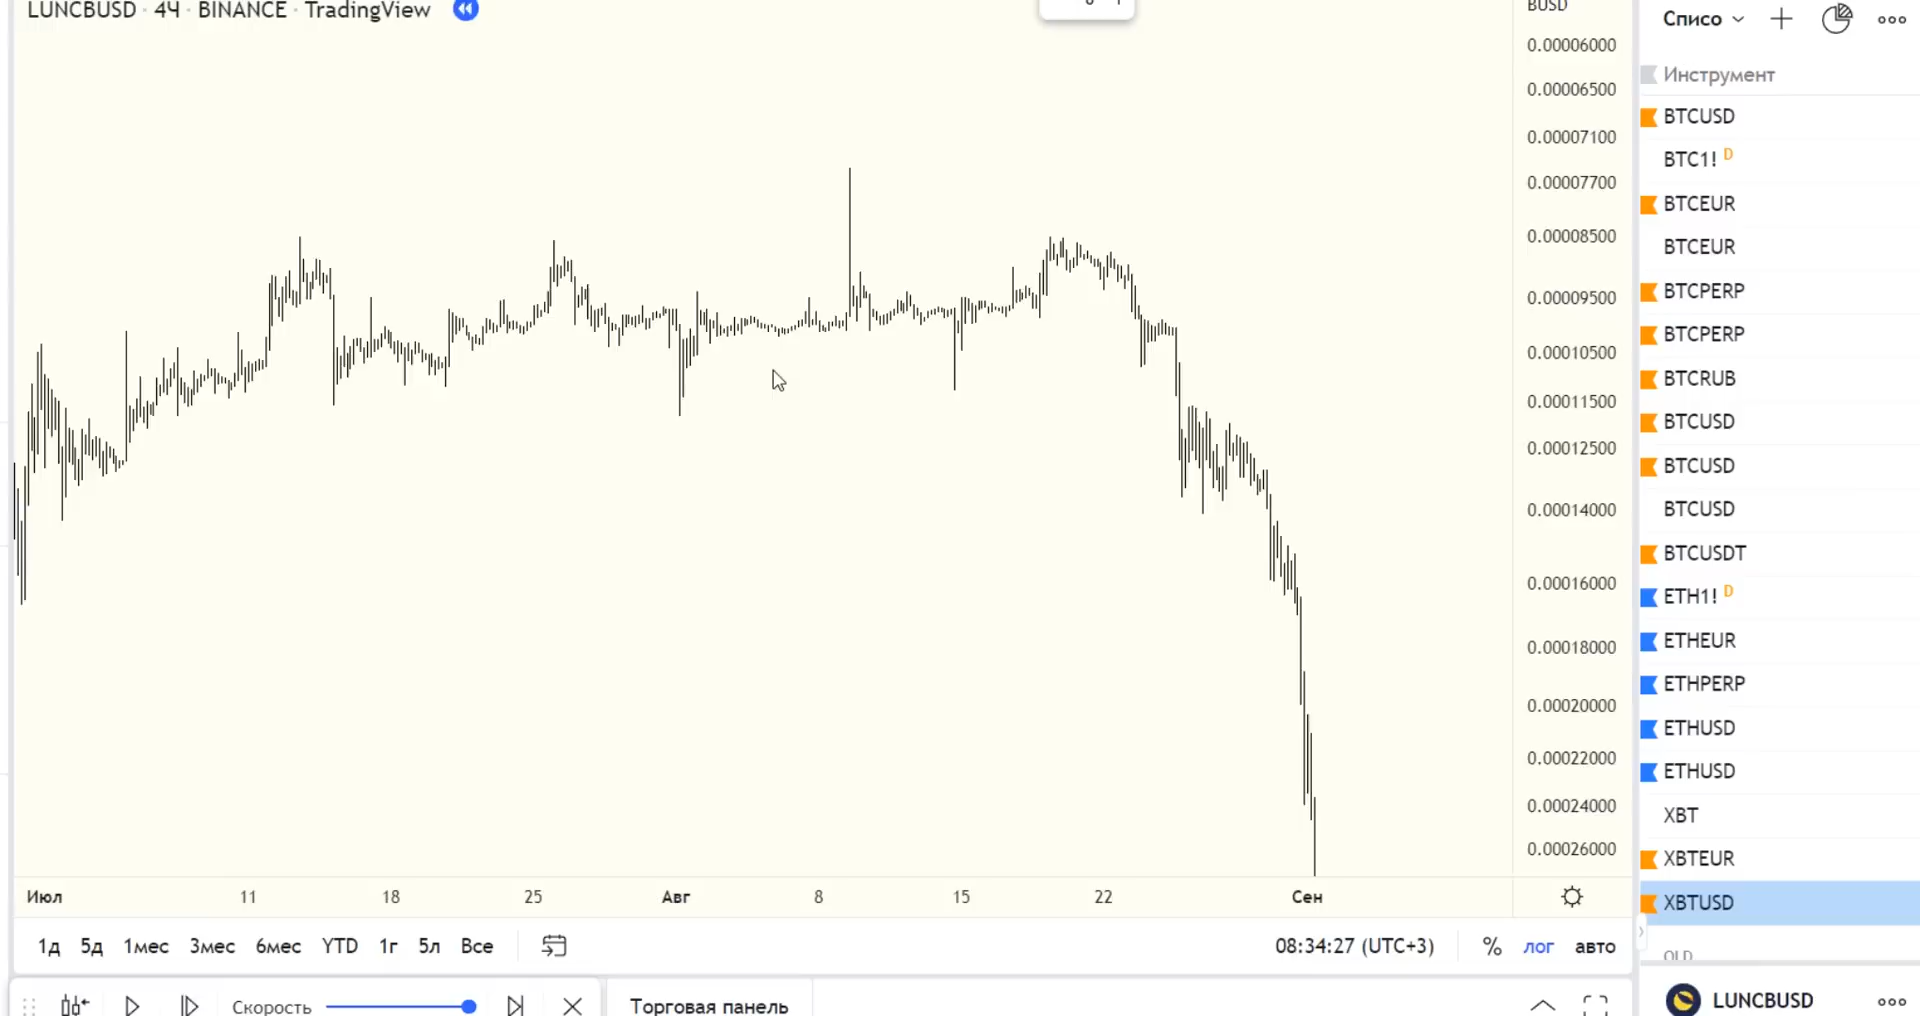 LUNCBUSD · 4Ч · BINANCE · TradingView
BUSD
0.00006000
0.00006500
0.00007100
0.00007700
0.00008500
0.00009500
0.00010500
0.00011500
0.00012500
0.00014000
0.00016000
0.00018000
0.00020000
0.00022000
0.00024000
0.00026000
Июл 11 18 25 Авг 8 15 22 Сен
1д 5д 1мес 3мес 6мес YTD 1г 5л Все
08:34:27 (UTC+3) % лог авто
Скорость
Торговая панель
Списо
Инструмент
BTCUSD
BTC1! D
BTCEUR
BTCEUR
BTCPERP
BTCPERP
BTCRUB
BTCUSD
BTCUSD
BTCUSD
BTCUSDT
ETH1! D
ETHEUR
ETHPERP
ETHUSD
ETHUSD
XBT
XBTEUR
XBTUSD
OLD
LUNCBUSD